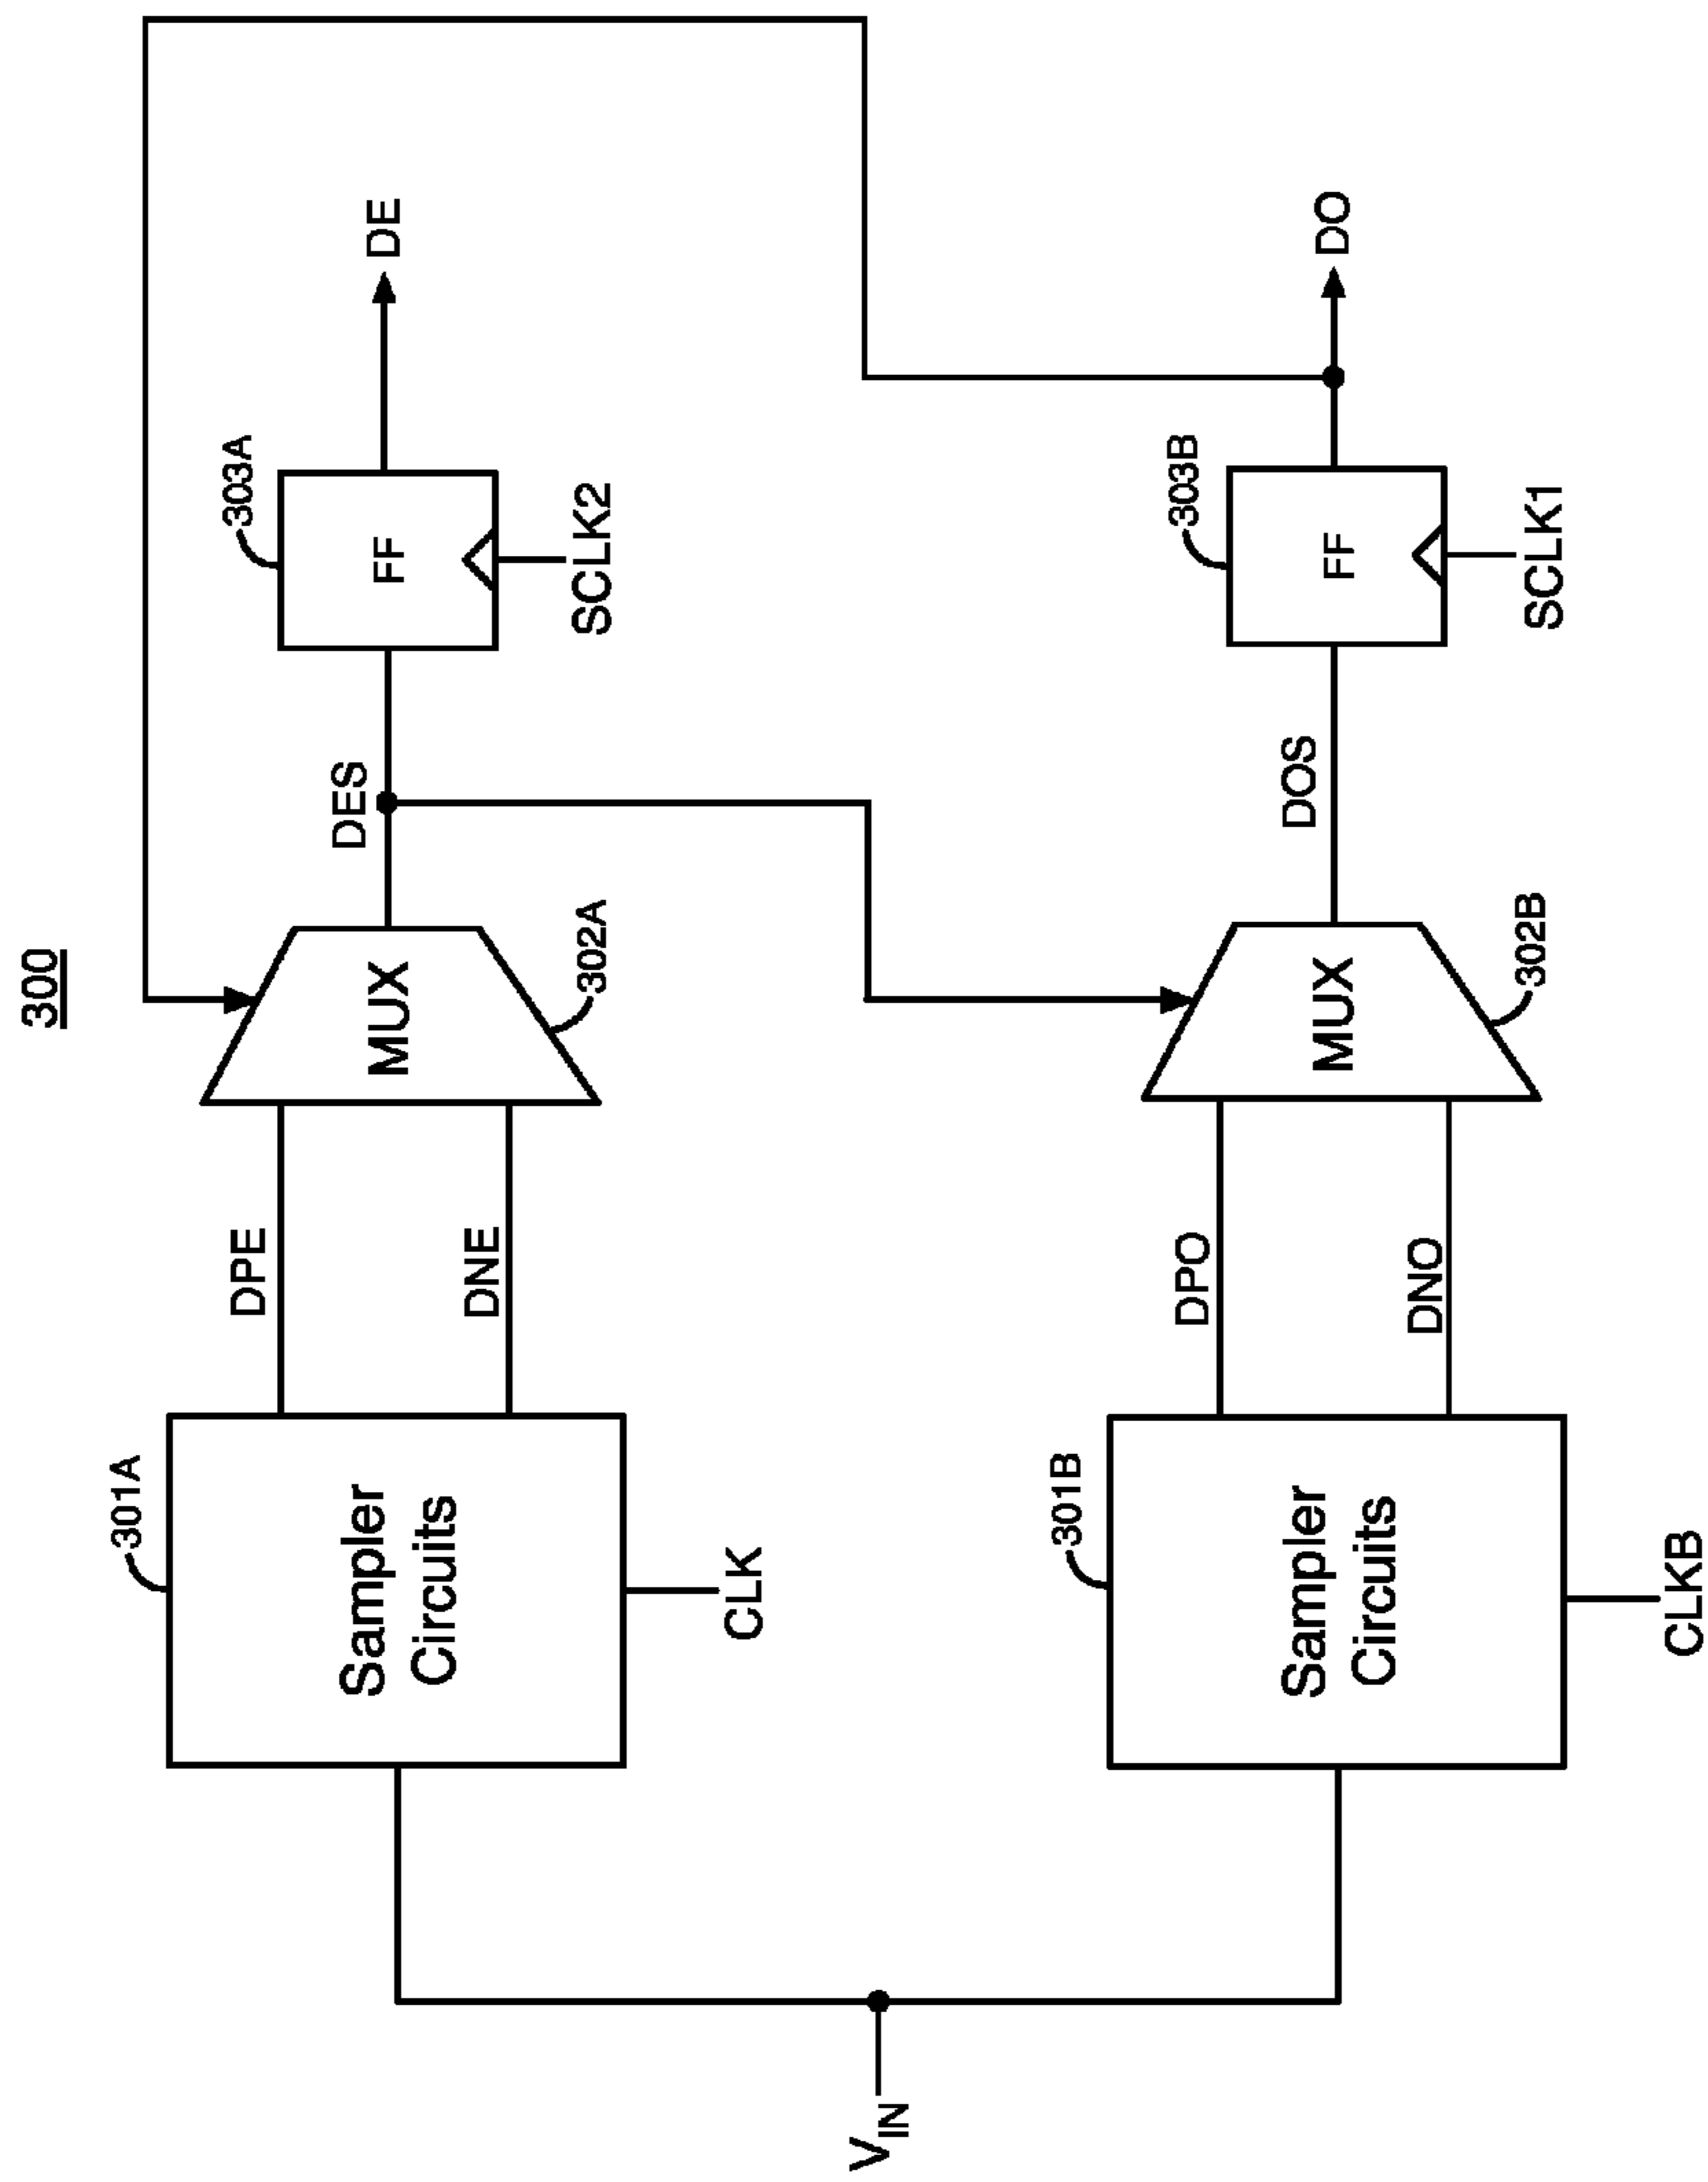 300
301A
Sampler
Circuits
CLK
DPE
DNE
MUX
302A
DES
303A
FF
SCLK2
DE
V_IN
301B
Sampler
Circuits
CLKB
DPO
DNO
MUX
302B
DOS
303B
FF
SCLK1
DO